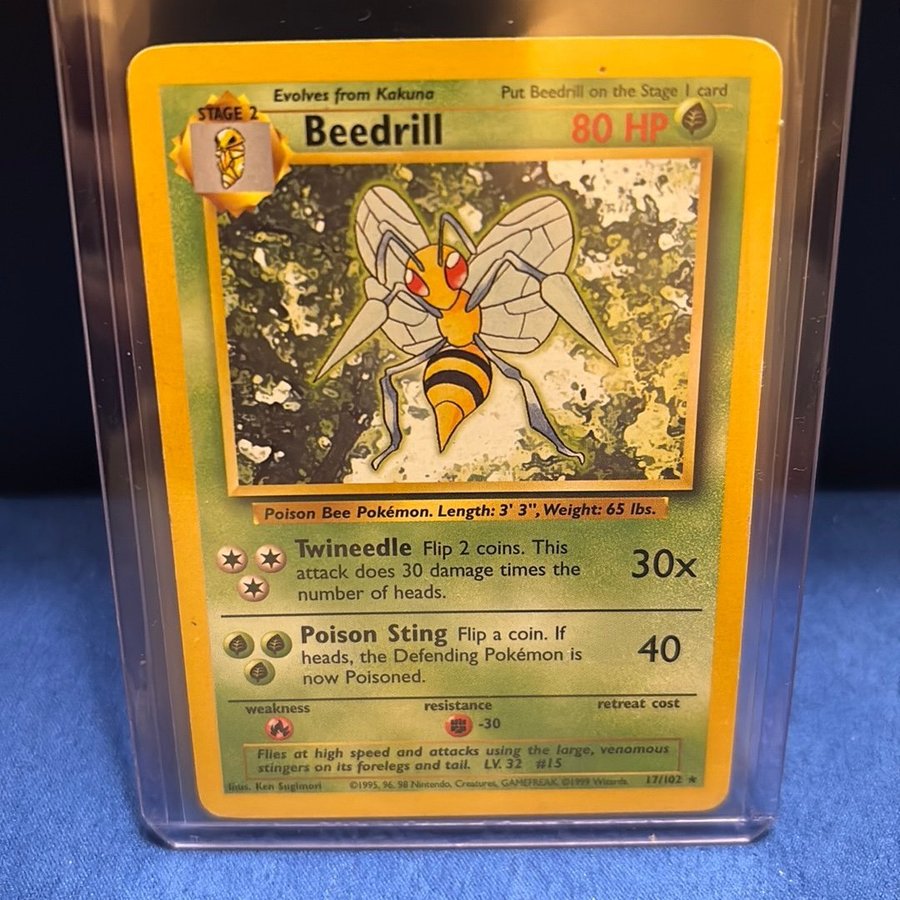 Evolves from Kakuna
Put Beedrill on the Stage 1 card
STAGE 2
Beedrill
80 HP
Poison Bee Pokémon. Length: 3' 3", Weight: 65 lbs.
Twineedle Flip 2 coins. This
attack does 30 damage times the
number of heads.
30x
Poison Sting Flip a coin. If
heads, the Defending Pokémon is
now Poisoned.
40
weakness
resistance
retreat cost
-30
Flies at high speed and attacks using the large, venomous
stingers on its forelegs and tail. LV. 32 #15
Illus. Ken Sugimori
©1995, 96, 98 Nintendo, Creatures, GAMEFREAK. ©1999 Wizards.
17/102 ★